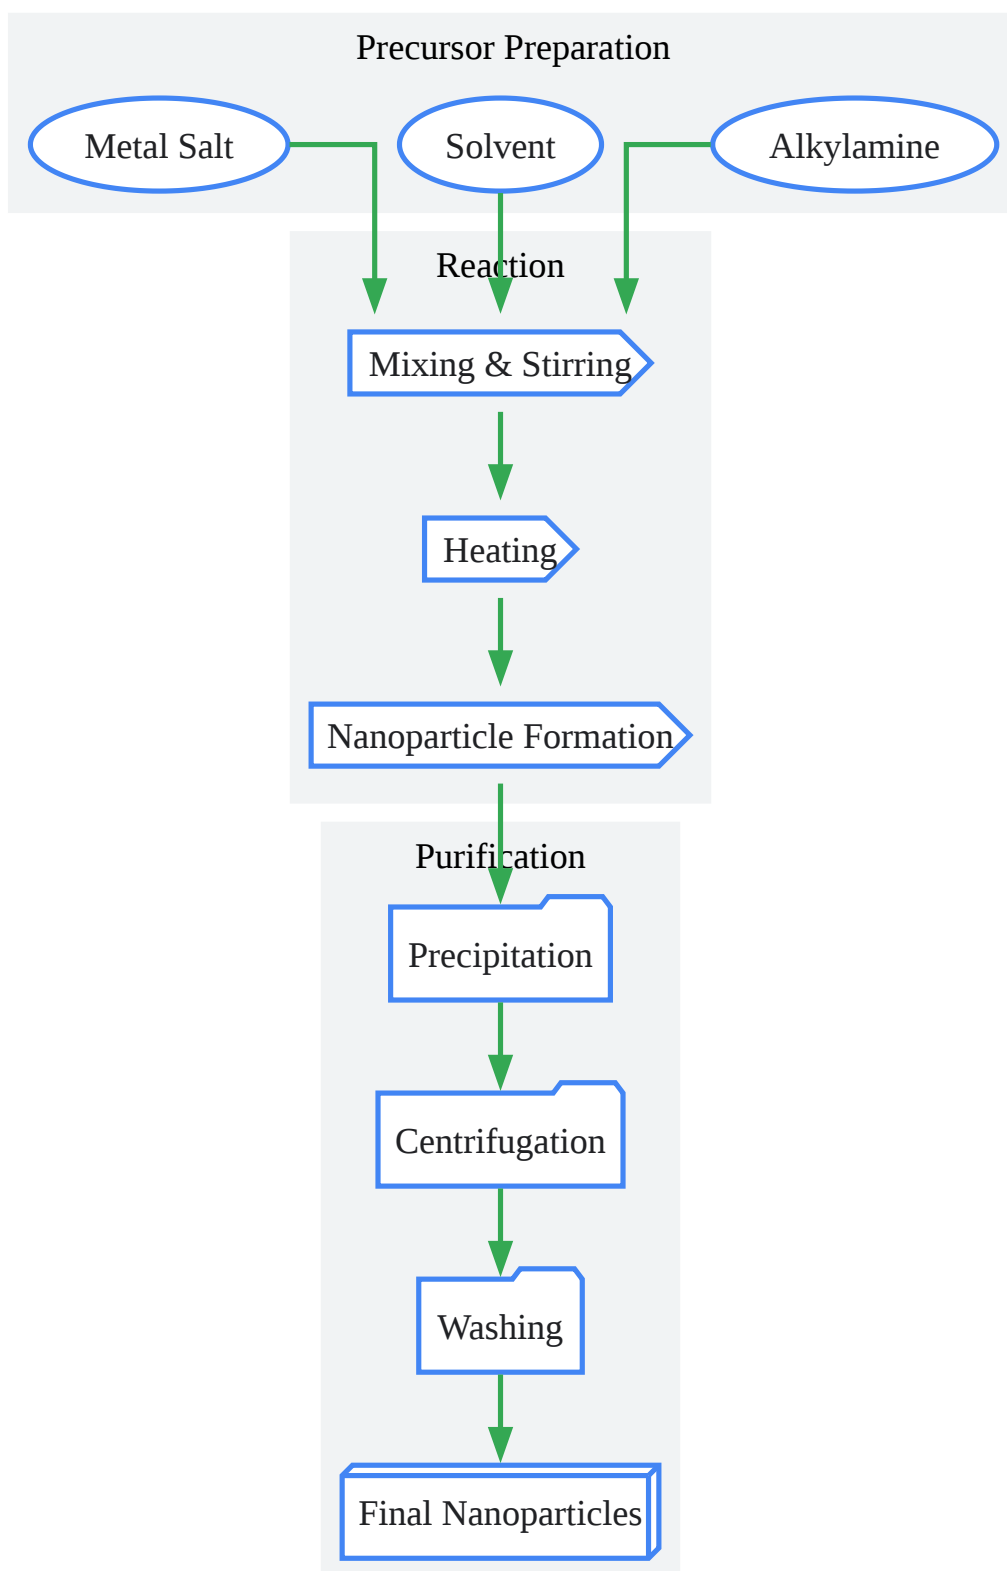 Precursor Preparation
Metal Salt
Solvent
Alkylamine
Reaction
Mixing & Stirring
Heating
Nanoparticle Formation
Purification
Precipitation
Centrifugation
Washing
Final Nanoparticles